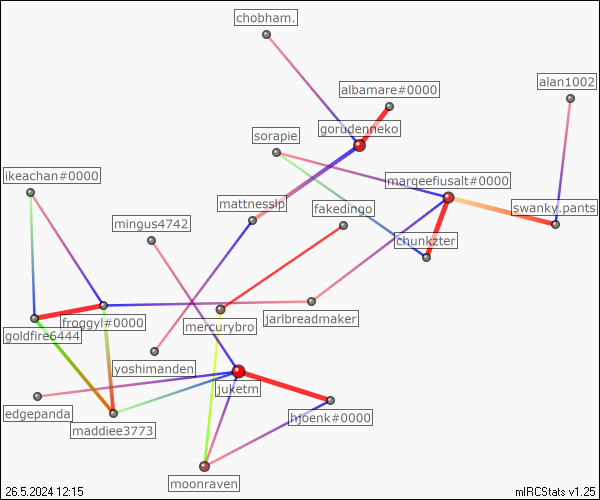 chobham.
alan1002
albamare#0000
gorudenneko
sorapie
ikeachan#0000
marqeefiusalt#0000
mattnesslp
fakedingo
swanky.pants
mingus4742
chunkzter
goldfire6444
froggyl#0000
mercurybro
jarlbreadmaker
yoshimanden
juketm
edgepanda
hjoenk#0000
maddiee3773
moonraven
26.5.2024 12:15
mIRCStats v1.25